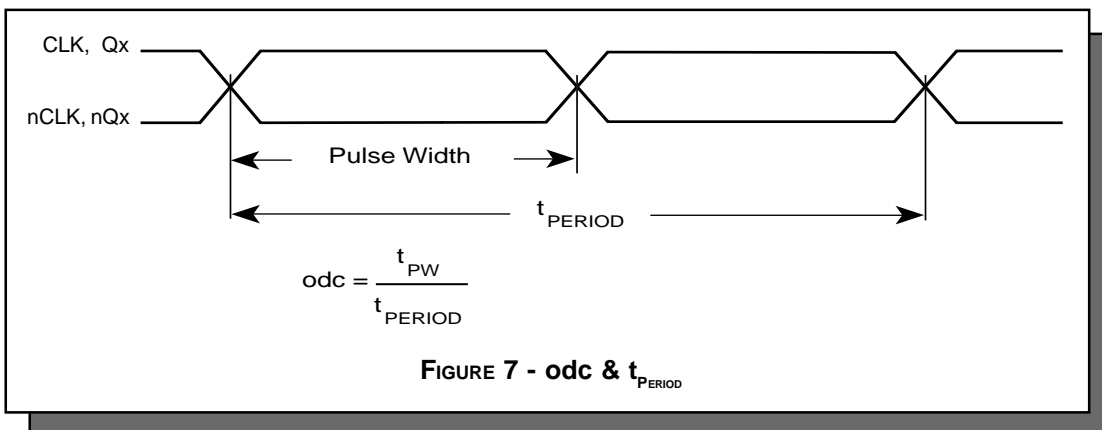 CLK, Qx
nCLK, nQx
Pulse Width
tPERIOD
odc = tPW
tPERIOD
FIGURE 7 - odc & tPERIOD